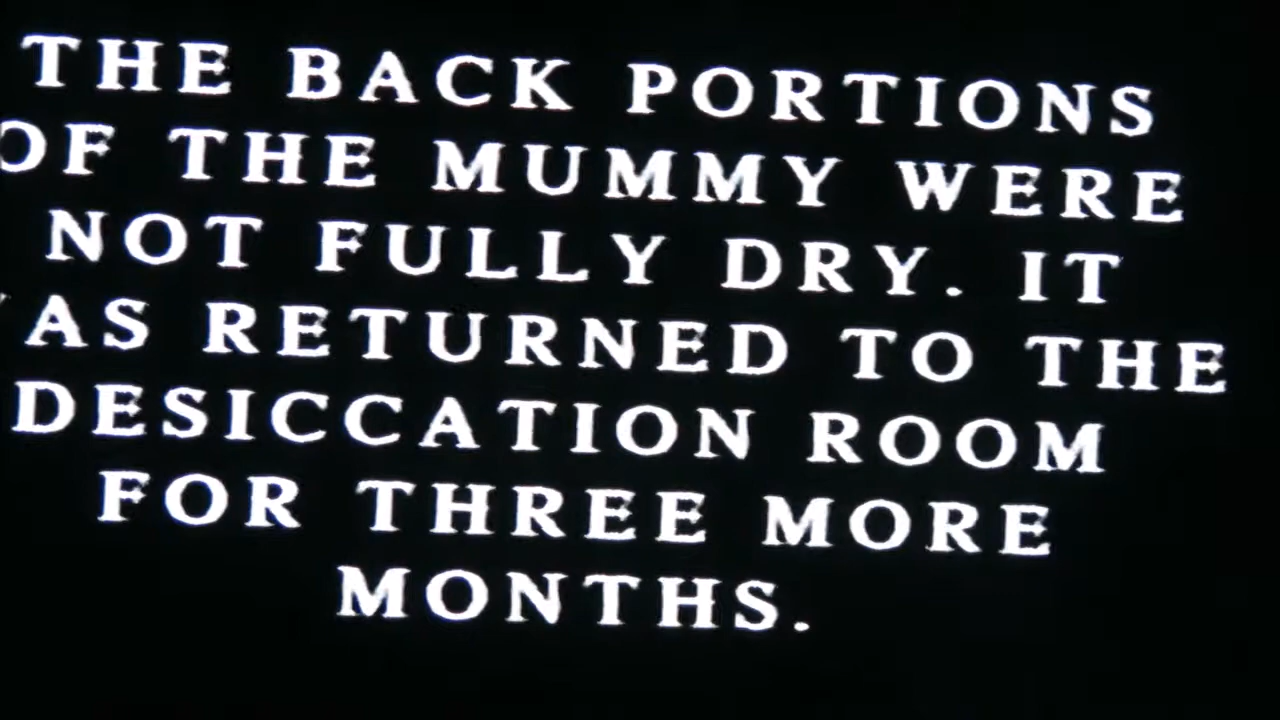 THE BACK PORTIONS
OF THE MUMMY WERE
NOT FULLY DRY. IT
WAS RETURNED TO THE
DESICCATION ROOM
FOR THREE MORE
MONTHS.